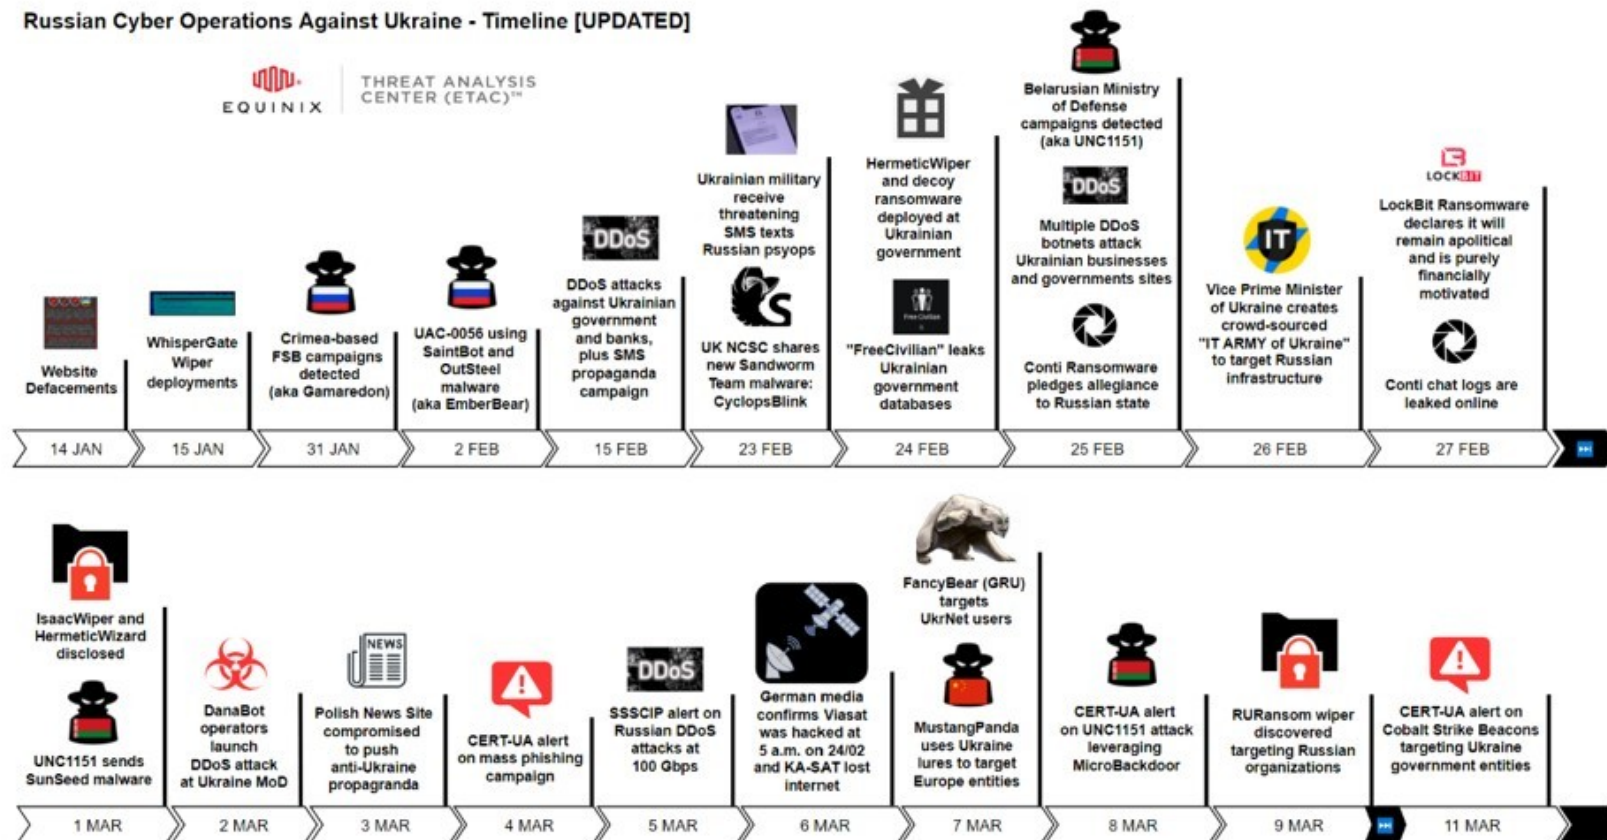 Russian Cyber Operations Against Ukraine - Timeline [UPDATED]
EQUINIX
THREAT ANALYSIS
CENTER (ETAC)™
Website
Defacements
14 JAN
WhisperGate
Wiper
deployments
15 JAN
Crimea-based
FSB campaigns
detected
(aka Gamaredon)
31 JAN
UAC-0056 using
SaintBot and
OutSteel
malware
(aka EmberBear)
2 FEB
DDoS
DDoS attacks
against Ukrainian
government
and banks,
plus SMS
propaganda
campaign
15 FEB
Ukrainian military
receive
threatening
SMS texts
Russian psyops
S
UK NCSC shares
new Sandworm
Team malware:
CyclopsBlink
23 FEB
HermeticWiper
and decoy
ransomware
deployed at
Ukrainian
government
Free Civilian
"FreeCivilian" leaks
Ukrainian
government
databases
24 FEB
Belarusian Ministry
of Defense
campaigns detected
(aka UNC1151)
DDoS
Multiple DDoS
botnets attack
Ukrainian businesses
and governments sites
Conti Ransomware
pledges allegiance
to Russian state
25 FEB
IT
Vice Prime Minister
of Ukraine creates
crowd-sourced
"IT ARMY of Ukraine"
to target Russian
infrastructure
26 FEB
LOCKBIT
LockBit Ransomware
declares it will
remain apolitical
and is purely
financially
motivated
Conti chat logs are
leaked online
27 FEB
IsaacWiper and
HermeticWizard
disclosed
UNC1151 sends
SunSeed malware
1 MAR
DanaBot
operators
launch
DDoS attack
at Ukraine MoD
2 MAR
NEWS
Polish News Site
compromised
to push
anti-Ukraine
propagranda
3 MAR
CERT-UA alert
on mass phishing
campaign
4 MAR
DDoS
SSSCIP alert on
Russian DDoS
attacks at
100 Gbps
5 MAR
German media
confirms Viasat
was hacked at
5 a.m. on 24/02
and KA-SAT lost
internet
6 MAR
FancyBear (GRU)
targets
UkrNet users
MustangPanda
uses Ukraine
lures to target
Europe entities
7 MAR
CERT-UA alert
on UNC1151 attack
leveraging
MicroBackdoor
8 MAR
RURansom wiper
discovered
targeting Russian
organizations
9 MAR
CERT-UA alert on
Cobalt Strike Beacons
targeting Ukraine
government entities
11 MAR